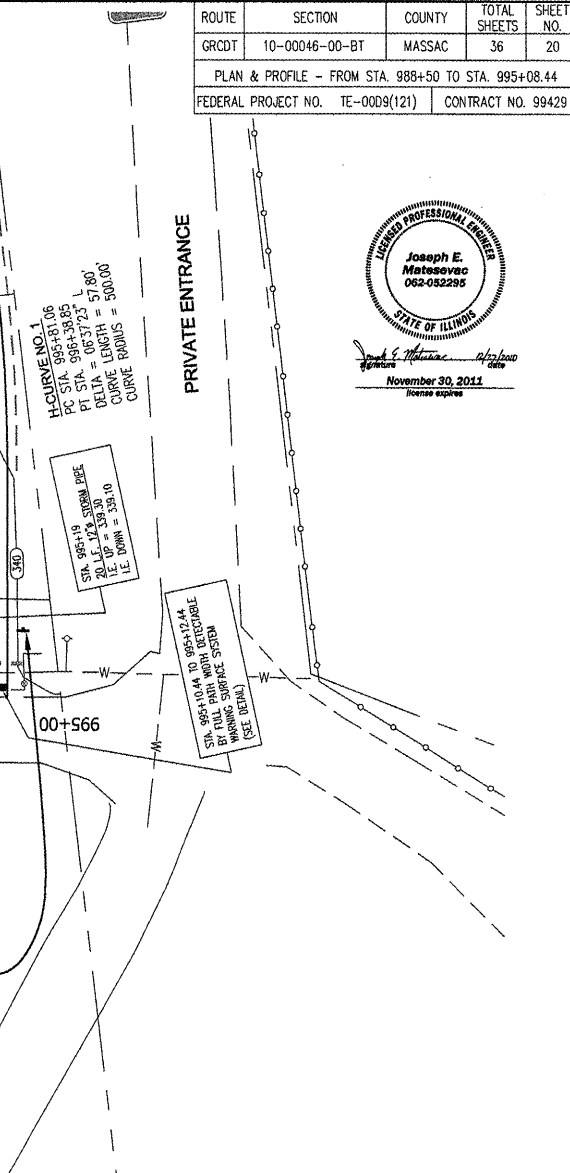 ROUTE SECTION COUNTY TOTAL SHEETS SHEET NO.
GRCDT 10-00046-00-BT MASSAC 36 20
PLAN & PROFILE - FROM STA. 988+50 TO STA. 995+08.44
FEDERAL PROJECT NO. TE-00D9(121) CONTRACT NO. 99429
LICENSED PROFESSIONAL ENGINEER
Joseph E.
Matesevac
062-052295
STATE OF ILLINOIS
signature date
November 30, 2011
license expires
PRIVATE ENTRANCE
H-CURVE NO. 1
PC STA. 995+81.06
PT STA. 996+38.85
DELTA = 06°37'23" L
CURVE LENGTH = 57.80'
CURVE RADIUS = 500.00'
STA. 995+19
20 L.F. 12"ø STORM PIPE
I.E. UP = 339.30
I.E. DOWN = 339.10
340
STA. 995+10.44 TO 995+12.44
BY FULL PATH WIDTH DETECTABLE
WARNING SURFACE SYSTEM
(SEE DETAIL)
W
W
W
995+00